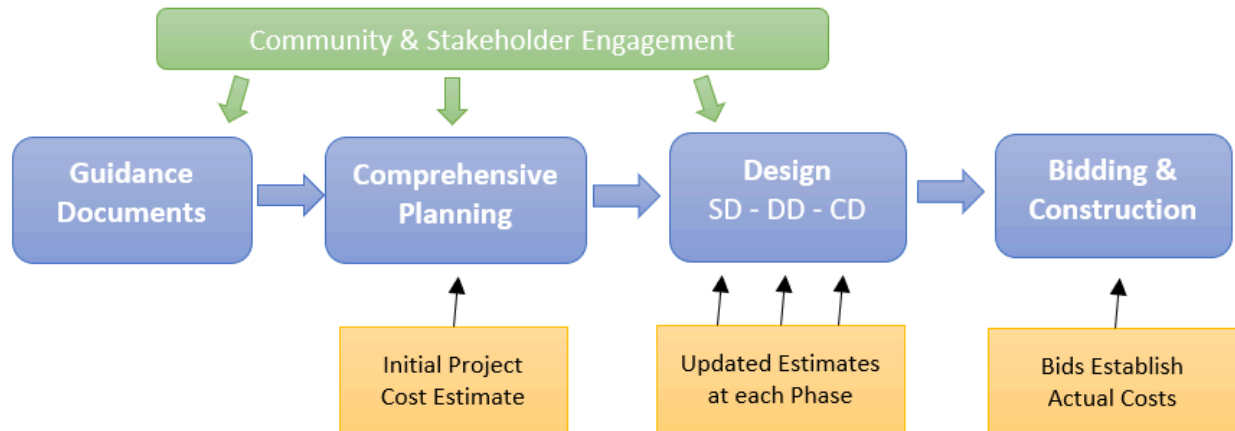 Community & Stakeholder Engagement
Guidance
Documents
Comprehensive
Planning
Design
SD - DD - CD
Bidding &
Construction
Initial Project
Cost Estimate
Updated Estimates
at each Phase
Bids Establish
Actual Costs